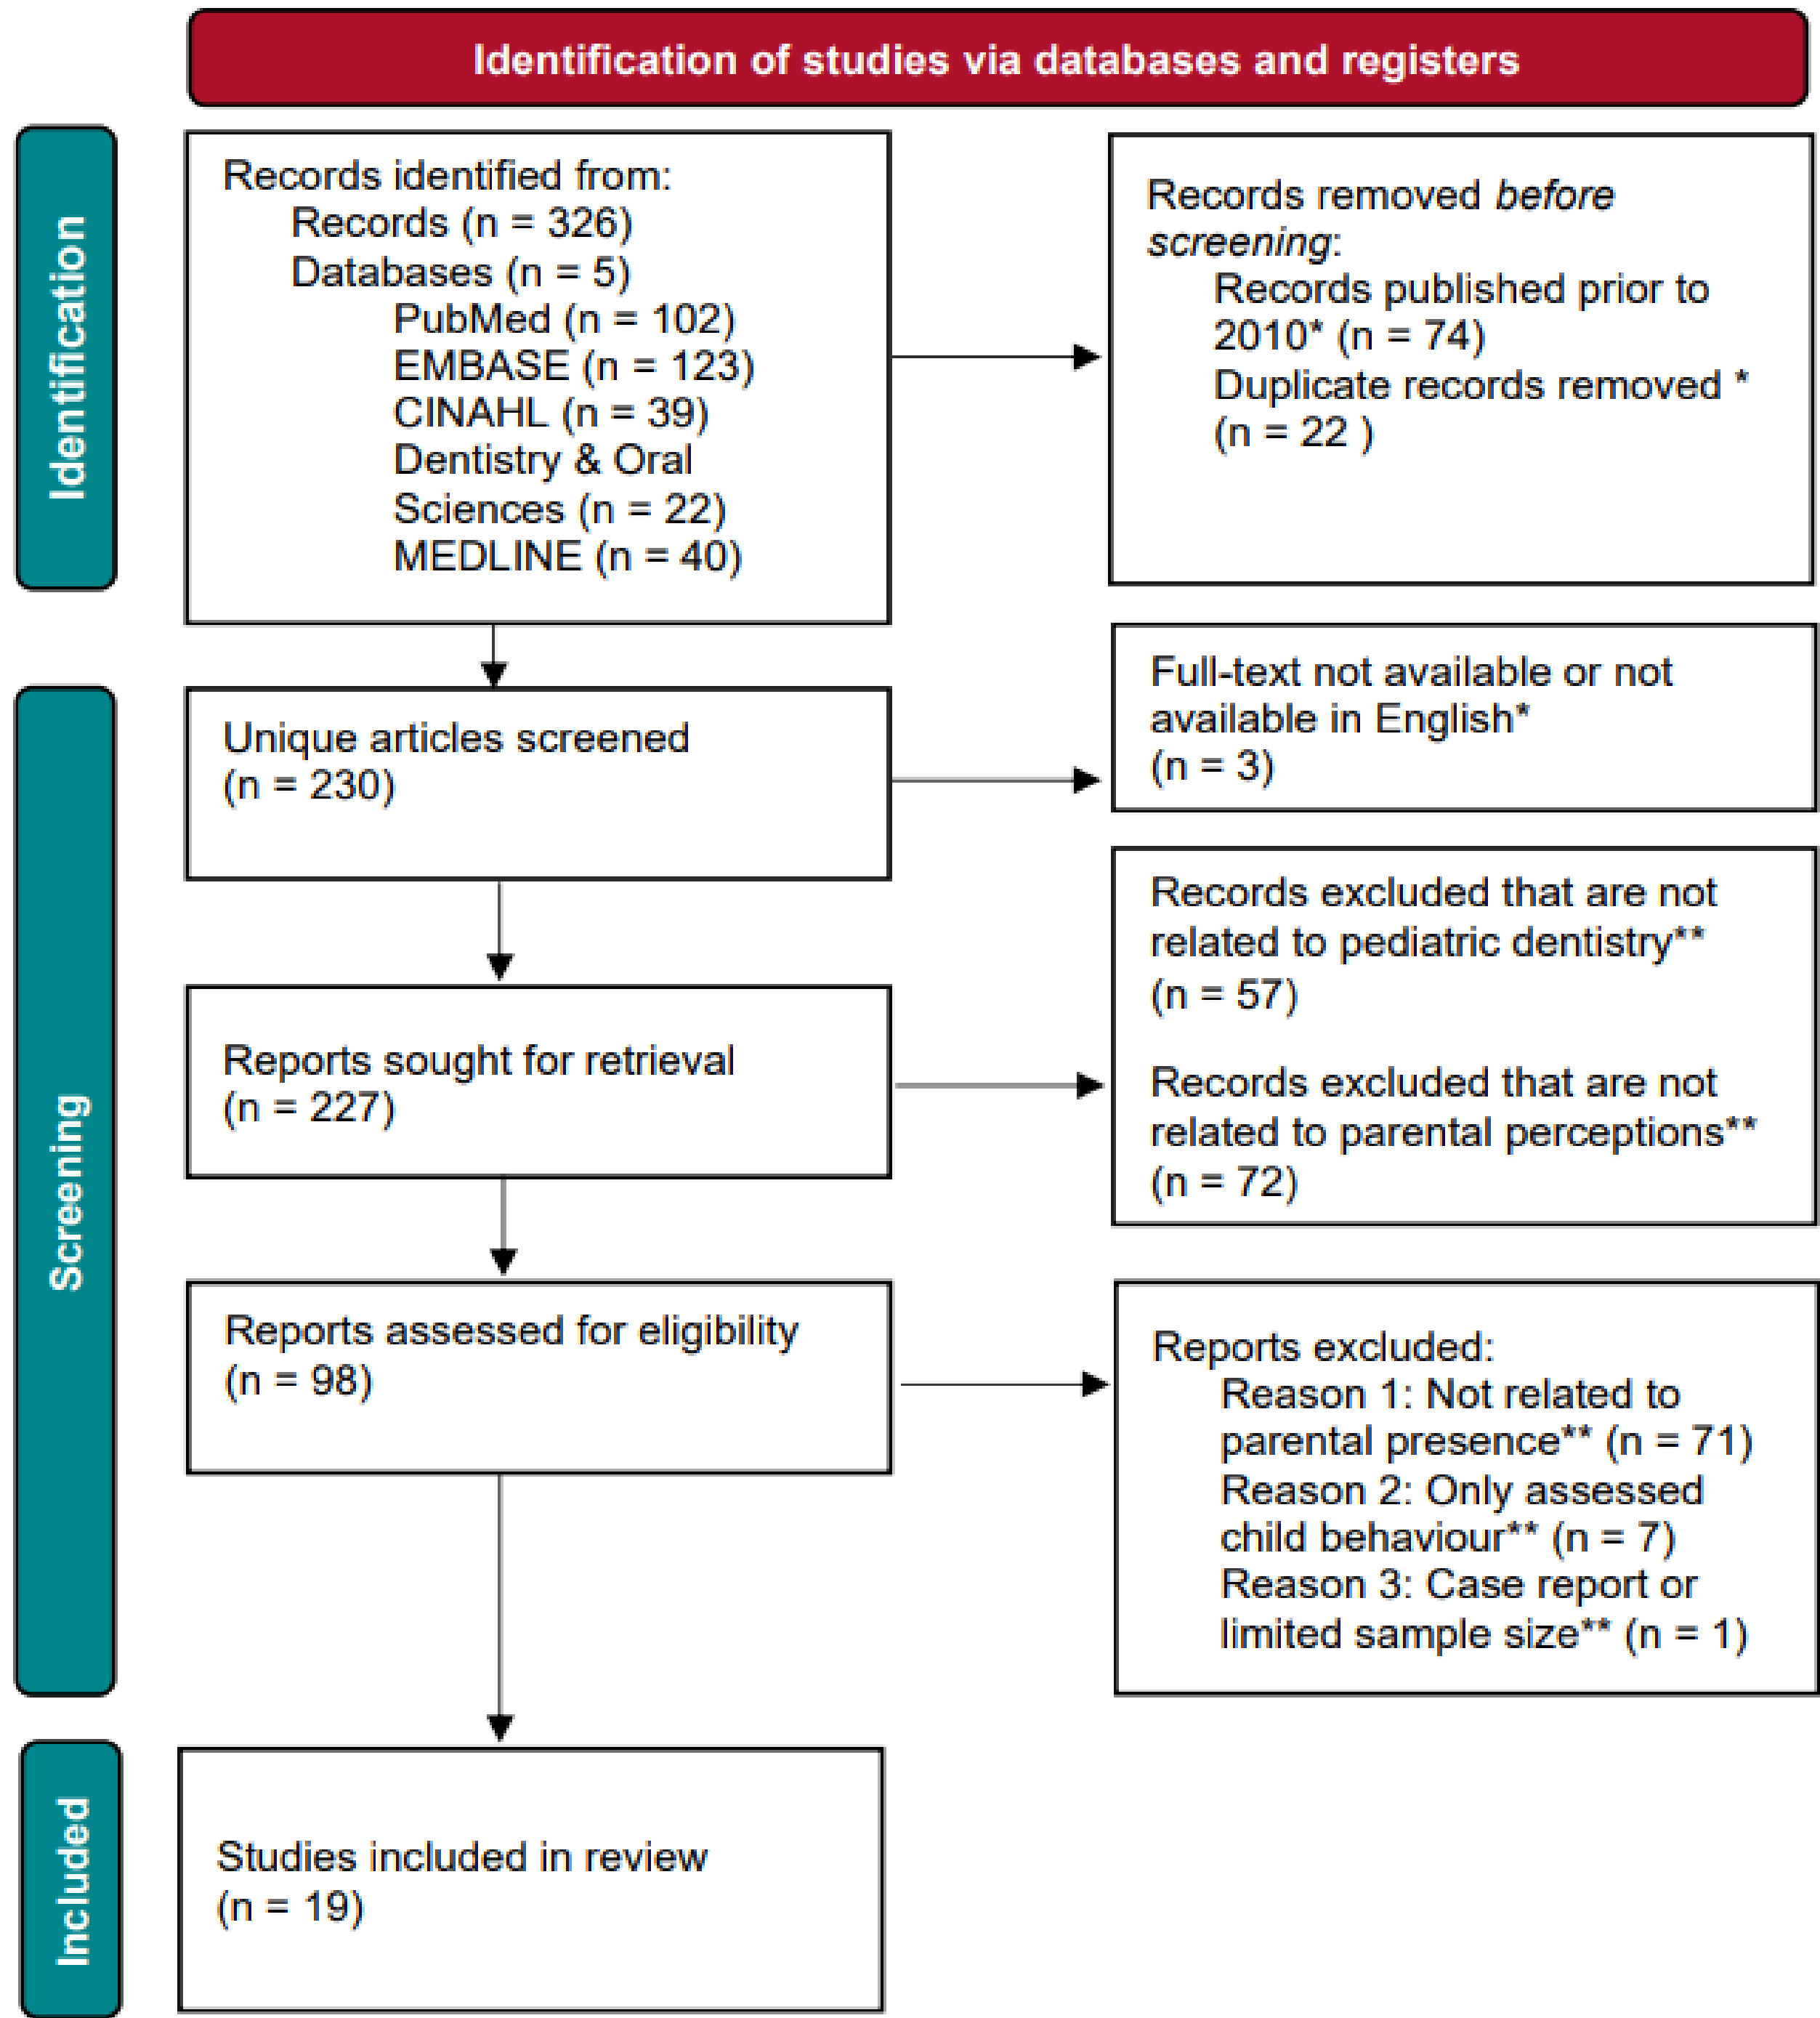 Identification of studies via databases and registers
Identification
Records identified from:
Records (n = 326)
Databases (n = 5)
PubMed (n = 102)
EMBASE (n = 123)
CINAHL (n = 39)
Dentistry & Oral
Sciences (n = 22)
MEDLINE (n = 40)
Records removed before
screening:
Records published prior to
2010* (n = 74)
Duplicate records removed *
(n = 22 )
Screening
Unique articles screened
(n = 230)
Full-text not available or not
available in English*
(n = 3)
Reports sought for retrieval
(n = 227)
Records excluded that are not
related to pediatric dentistry**
(n = 57)
Records excluded that are not
related to parental perceptions**
(n = 72)
Reports assessed for eligibility
(n = 98)
Reports excluded:
Reason 1: Not related to
parental presence** (n = 71)
Reason 2: Only assessed
child behaviour** (n = 7)
Reason 3: Case report or
limited sample size** (n = 1)
Included
Studies included in review
(n = 19)